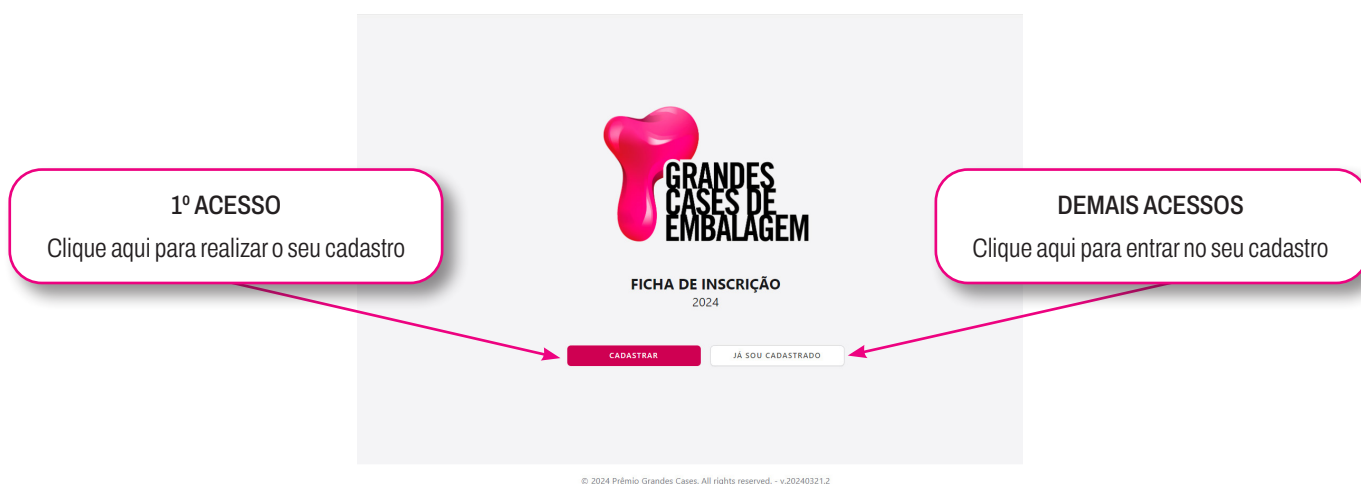 1º ACESSO
Clique aqui para realizar o seu cadastro
GRANDES
CASES DE
EMBALAGEM
DEMAIS ACESSOS
Clique aqui para entrar no seu cadastro
FICHA DE INSCRIÇÃO
2024
CADASTRAR
JÁ SOU CADASTRADO
© 2024 Prêmio Grandes Cases. All rights reserved. - v.20240321.2